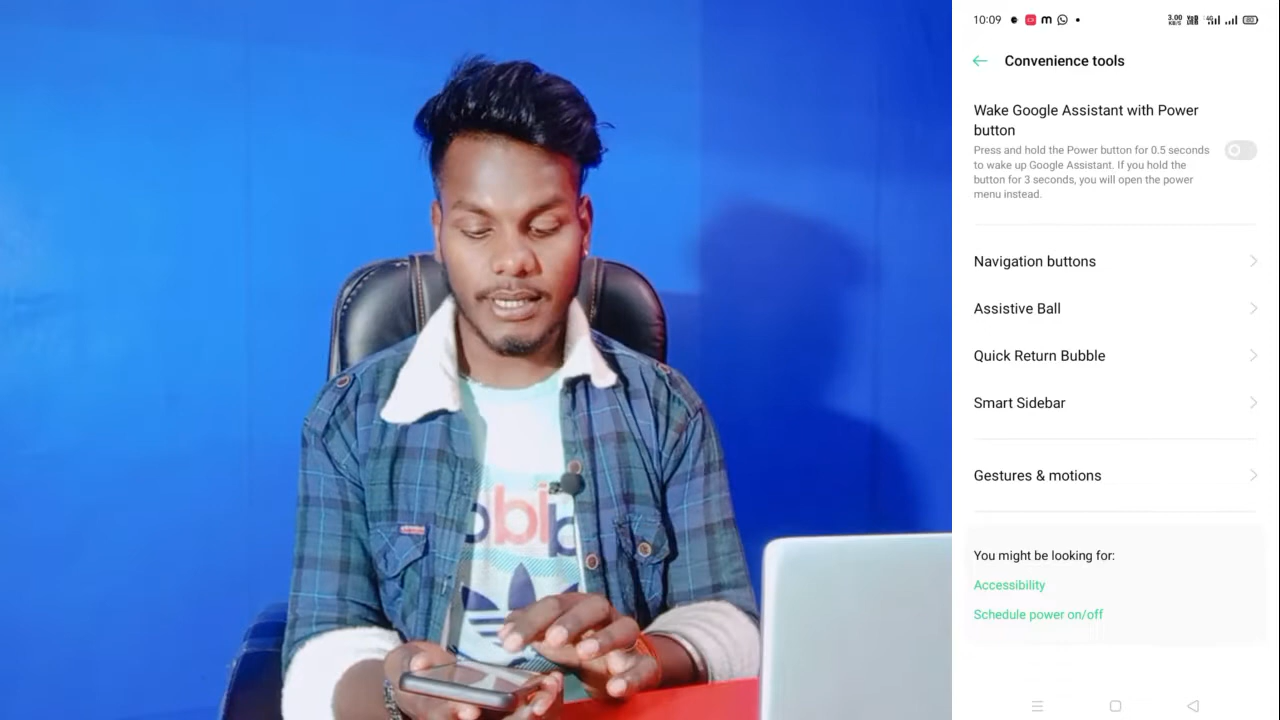 10:09
3.00
KB/S
Convenience tools
Wake Google Assistant with Power
button
Press and hold the Power button for 0.5 seconds
to wake up Google Assistant. If you hold the
button for 3 seconds, you will open the power
menu instead.
Navigation buttons
Assistive Ball
Quick Return Bubble
Smart Sidebar
Gestures & motions
You might be looking for:
Accessibility
Schedule power on/off